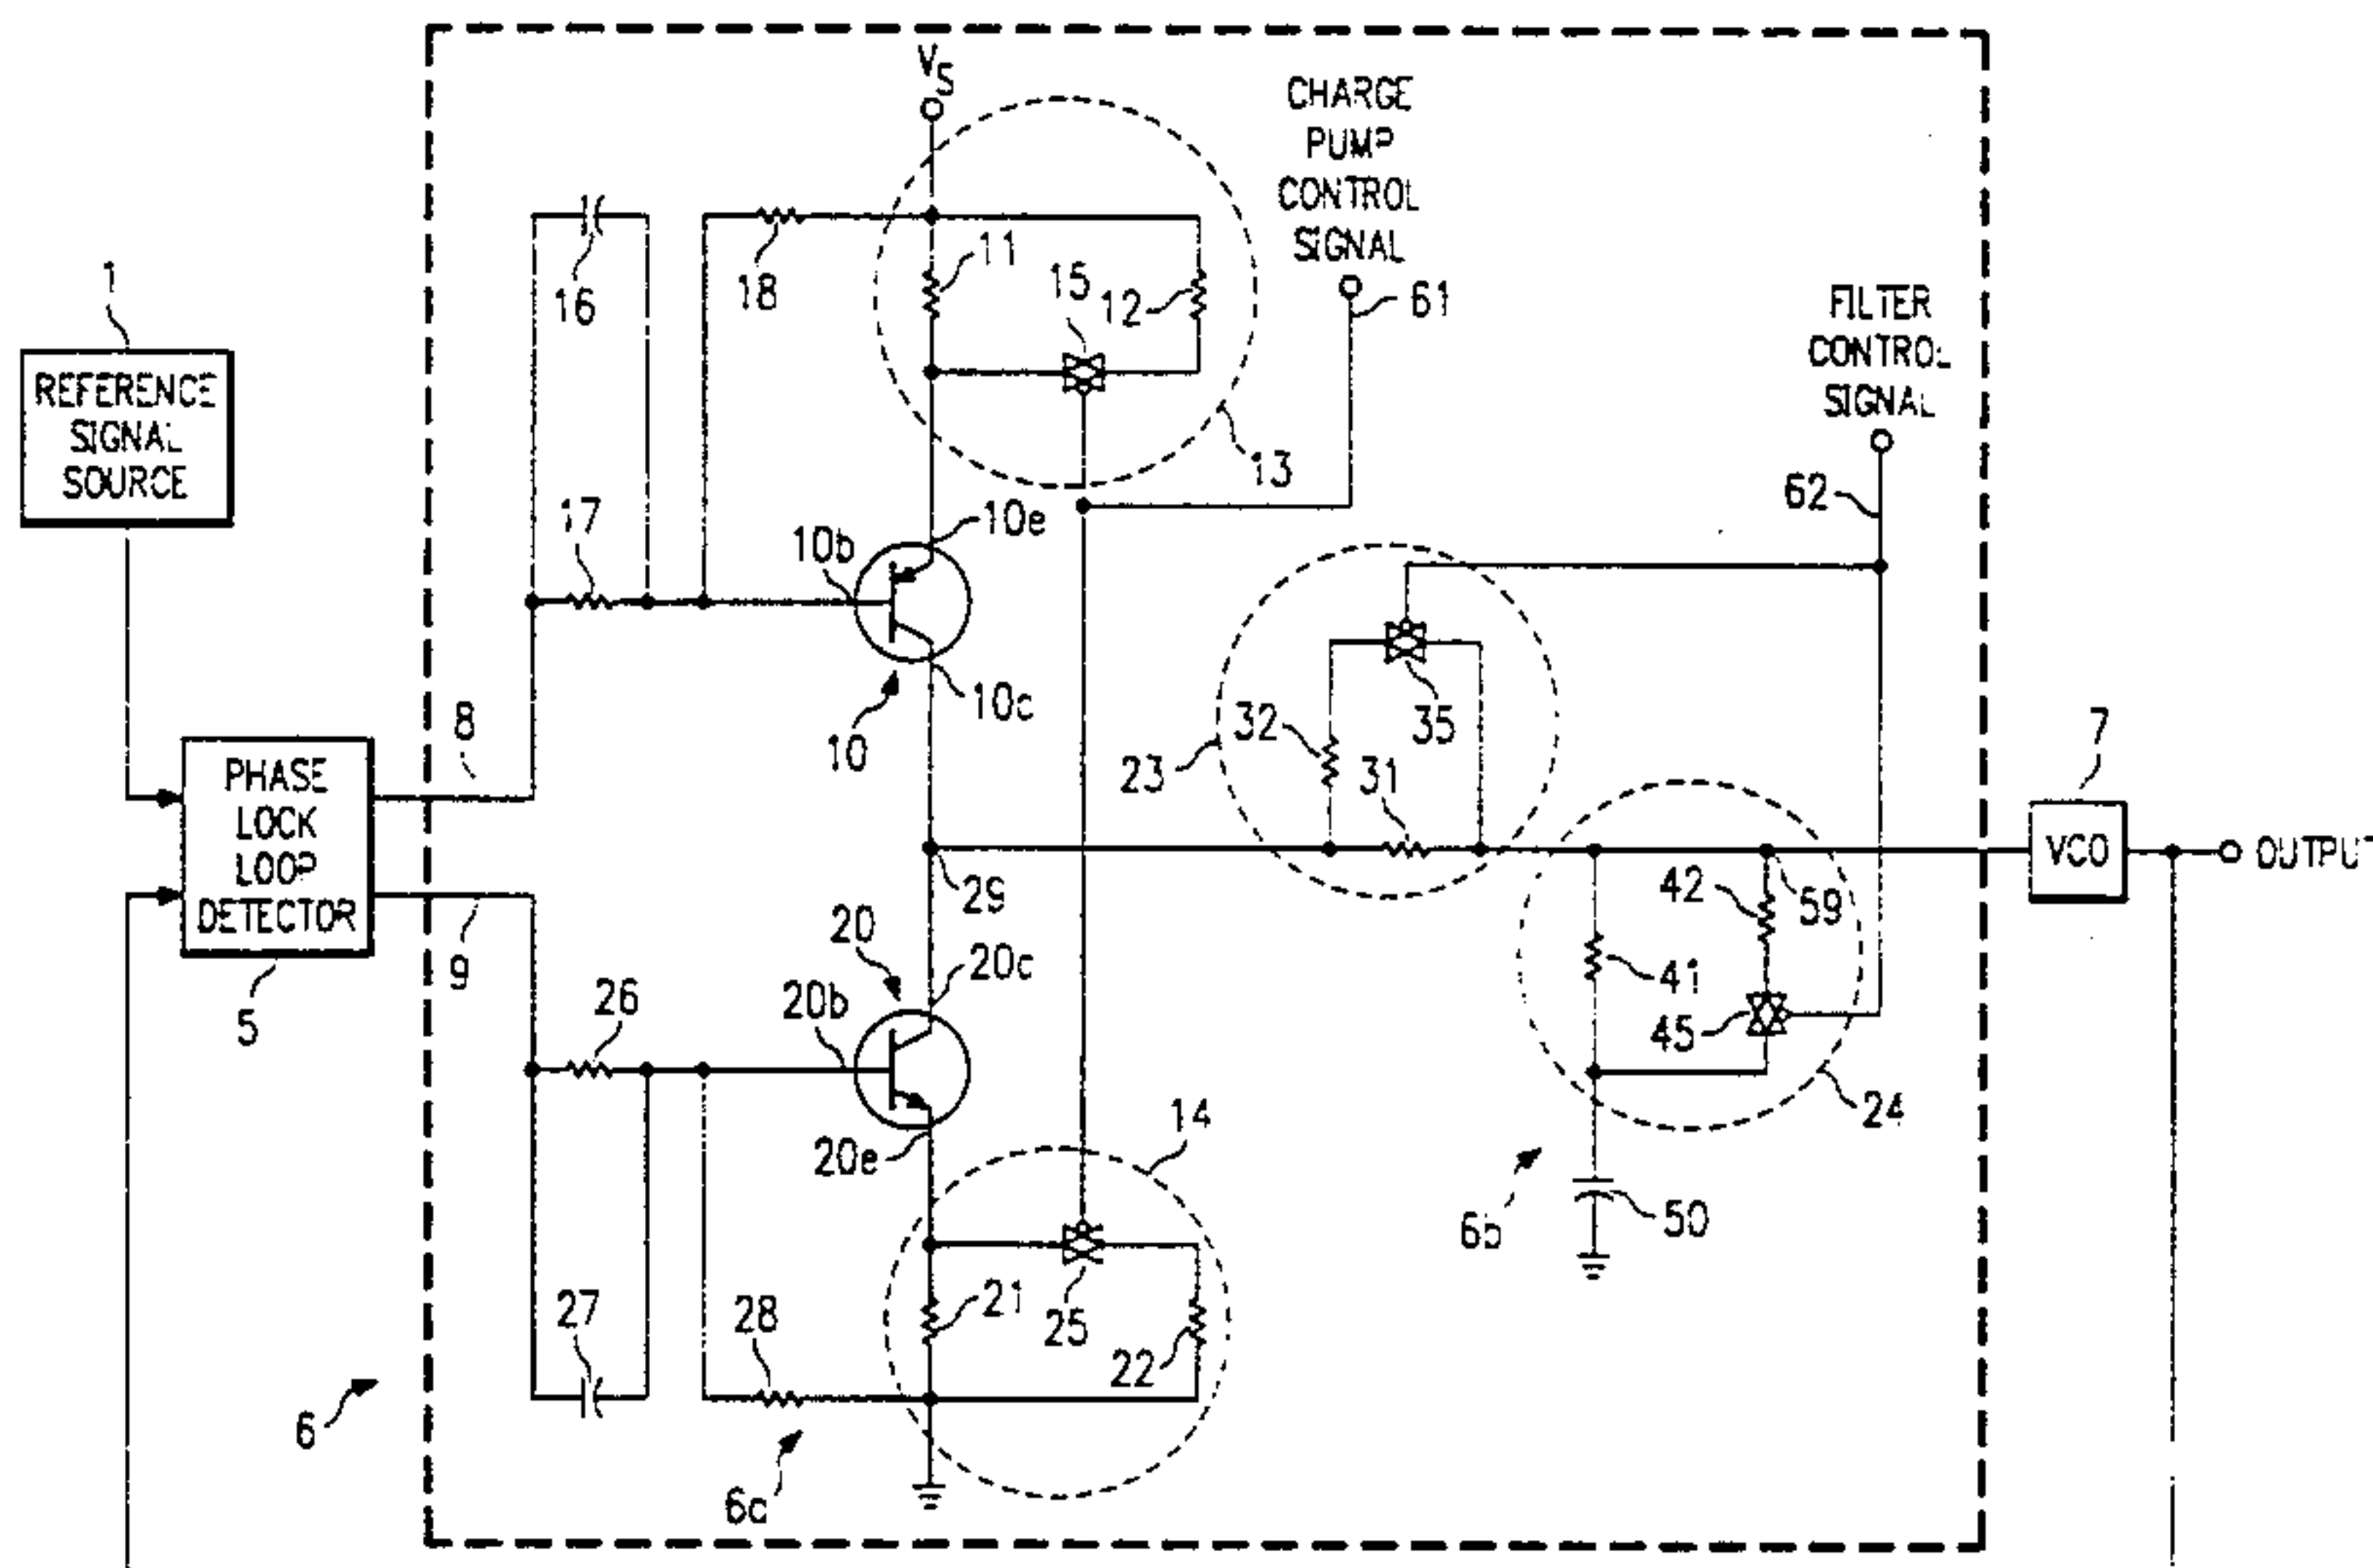 V
S
CHARGE
PUMP
CONTROL
SIGNAL
11
15
12
16
18
61
1
REFERENCE
SIGNAL
SOURCE
FILTER
CONTROL
SIGNAL
13
62
17
10b
10e
10c
10
8
32
35
23
31
7
PHASE
LOCK
LOOP
DETECTOR
VCO
OUTPUT
29
42
59
20
20c
41
9
5
26
20b
45
14
24
20e
6b
50
27
28
21
25
22
6
6a